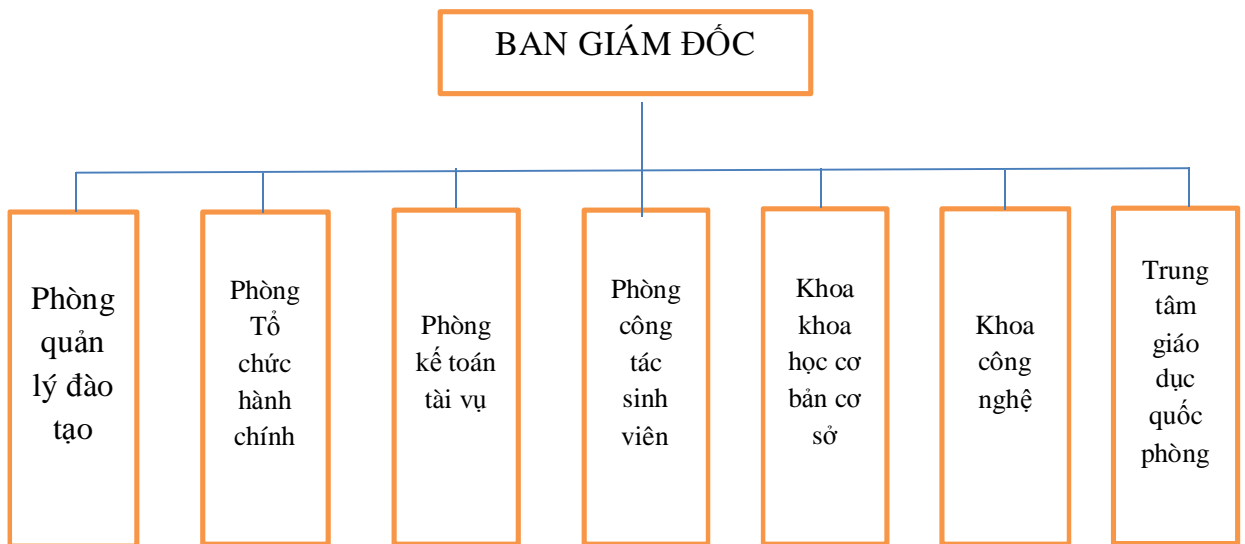 BAN GIÁM ĐỐC
Phòng
quản
lý đào
tạo
Phòng
Tổ
chức
hành
chính
Phòng
kế toán
tài vụ
Phòng
công
tác
sinh
viên
Khoa
khoa
học cơ
bản cơ
sở
Khoa
công
nghệ
Trung
tâm
giáo
dục
quốc
phòng